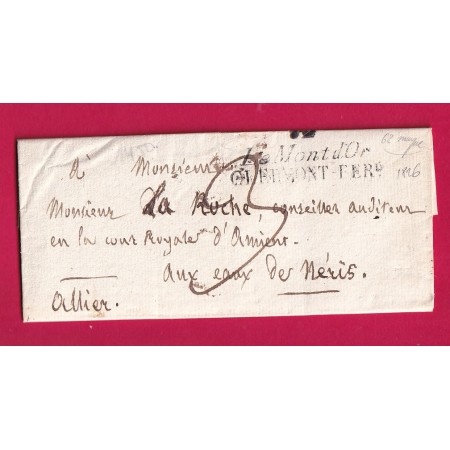 Le Mont d'Or
CLERMONT-FERD
1826
à Monsieur
Monsieur La Roche, conseiller auditeur
en la cour Royale d'Amiens.
aux eaux de Néris.
Allier.
3